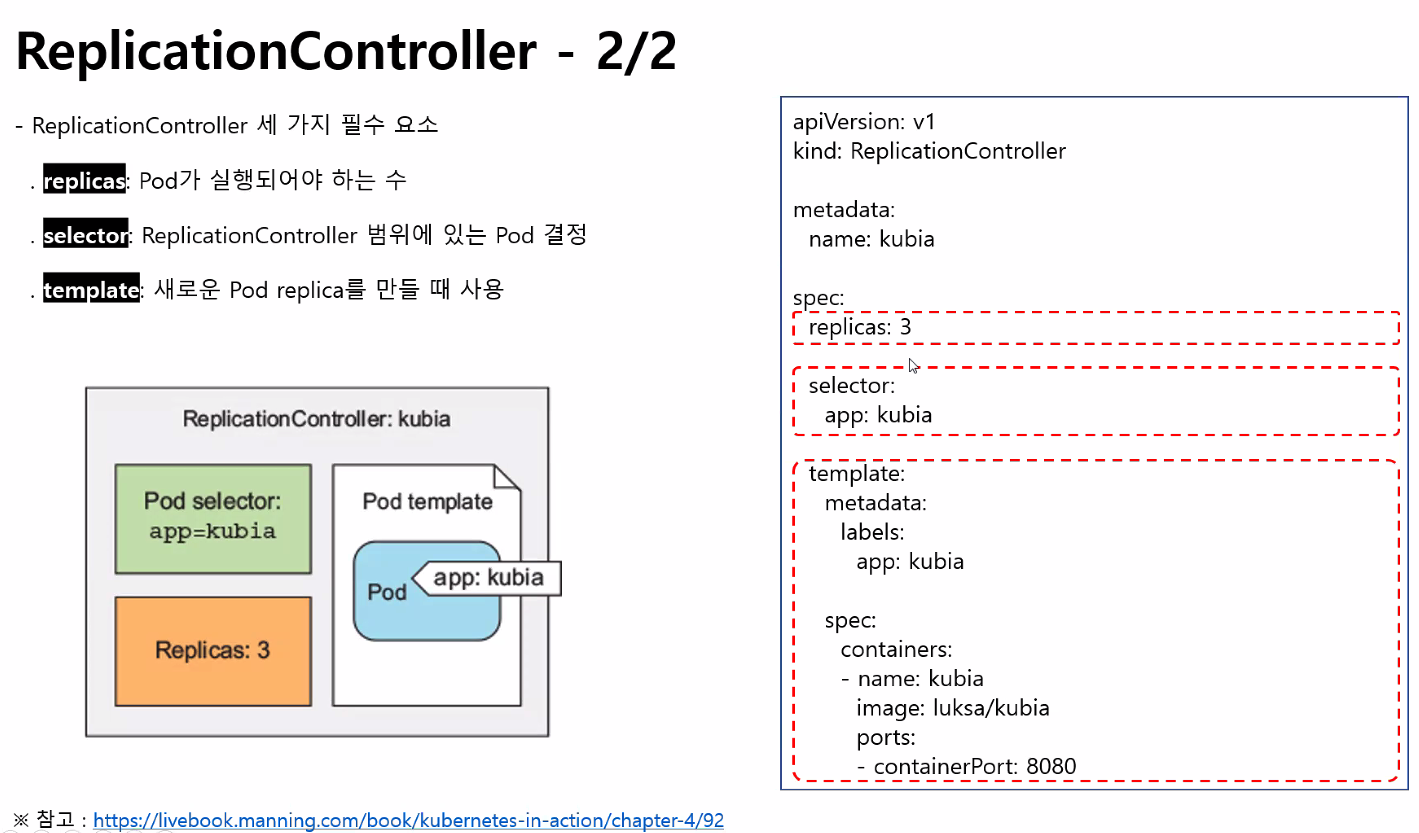 ReplicationController - 2/2
- ReplicationController 세 가지 필수 요소
. replicas: Pod가 실행되어야 하는 수
. selector: ReplicationController 범위에 있는 Pod 결정
. template: 새로운 Pod replica를 만들 때 사용
ReplicationController: kubia
Pod selector:
app=kubia
Replicas: 3
Pod template
Pod
app: kubia
apiVersion: v1
kind: ReplicationController
metadata:
name: kubia
spec:
replicas: 3
selector:
app: kubia
template:
metadata:
labels:
app: kubia
spec:
containers:
- name: kubia
image: luksa/kubia
ports:
- containerPort: 8080
※ 참고 : https://livebook.manning.com/book/kubernetes-in-action/chapter-4/92